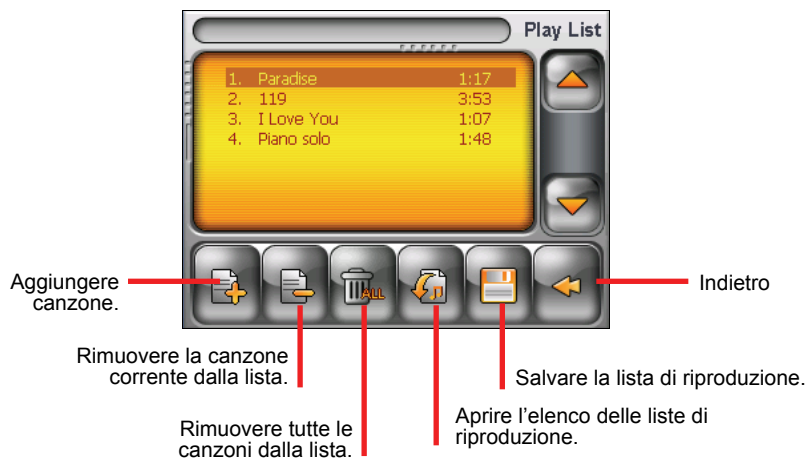 Play List
1. Paradise 1:17
2. 119 3:53
3. I Love You 1:07
4. Piano solo 1:48
ALL
Aggiungere
canzone.
Indietro
Rimuovere la canzone
corrente dalla lista.
Salvare la lista di riproduzione.
Rimuovere tutte le
canzoni dalla lista.
Aprire l’elenco delle liste di
riproduzione.